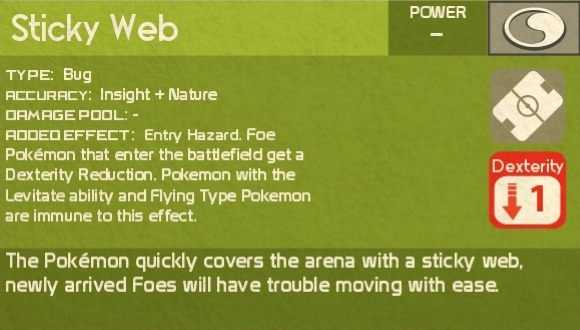 Sticky Web
POWER
–
TYPE: Bug
ACCURACY: Insight + Nature
DAMAGE POOL: -
ADDED EFFECT: Entry Hazard. Foe
Pokémon that enter the battlefield get a
Dexterity Reduction. Pokemon with the
Levitate ability and Flying Type Pokemon
are immune to this effect.
Dexterity
1
The Pokémon quickly covers the arena with a sticky web,
newly arrived Foes will have trouble moving with ease.